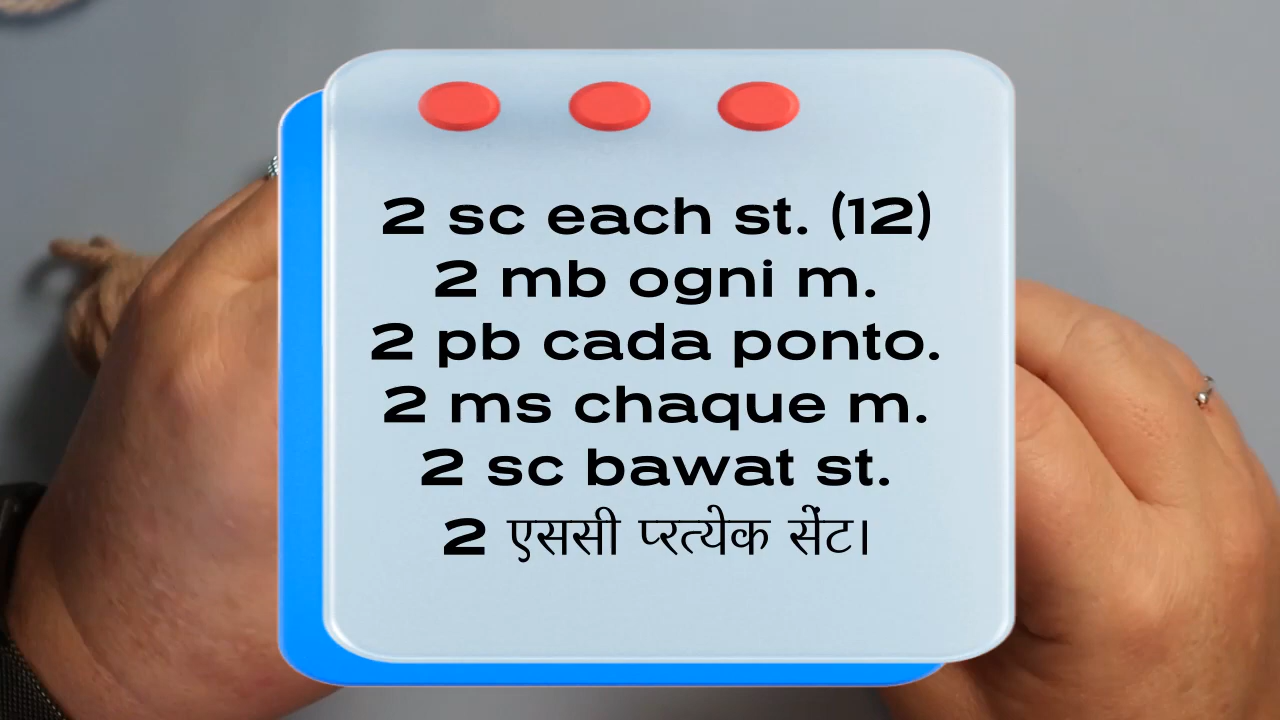 2 sc each st. (12)
2 mb ogni m.
2 pb cada ponto.
2 ms chaque m.
2 sc bawat st.
2 एससी प्रत्येक सेंट।